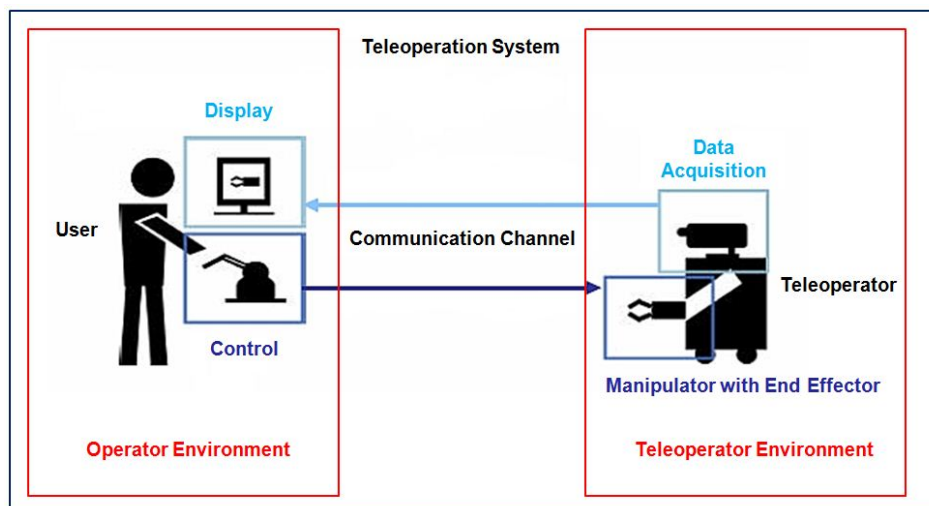 Teleoperation System
Display
Data
Acquisition
User
Communication Channel
Teleoperator
Control
Manipulator with End Effector
Operator Environment
Teleoperator Environment